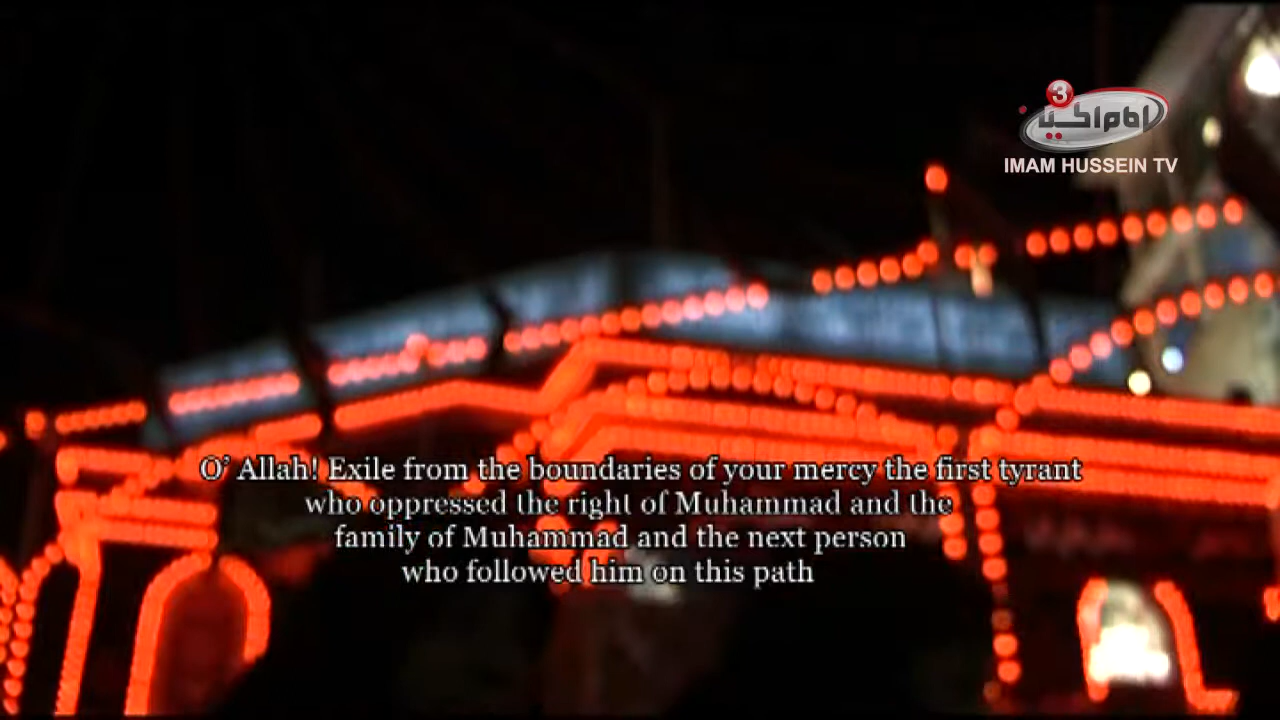 3
IMAM HUSSEIN TV
O' Allah! Exile from the boundaries of your mercy the first tyrant
who oppressed the right of Muhammad and the
family of Muhammad and the next person
who followed him on this path